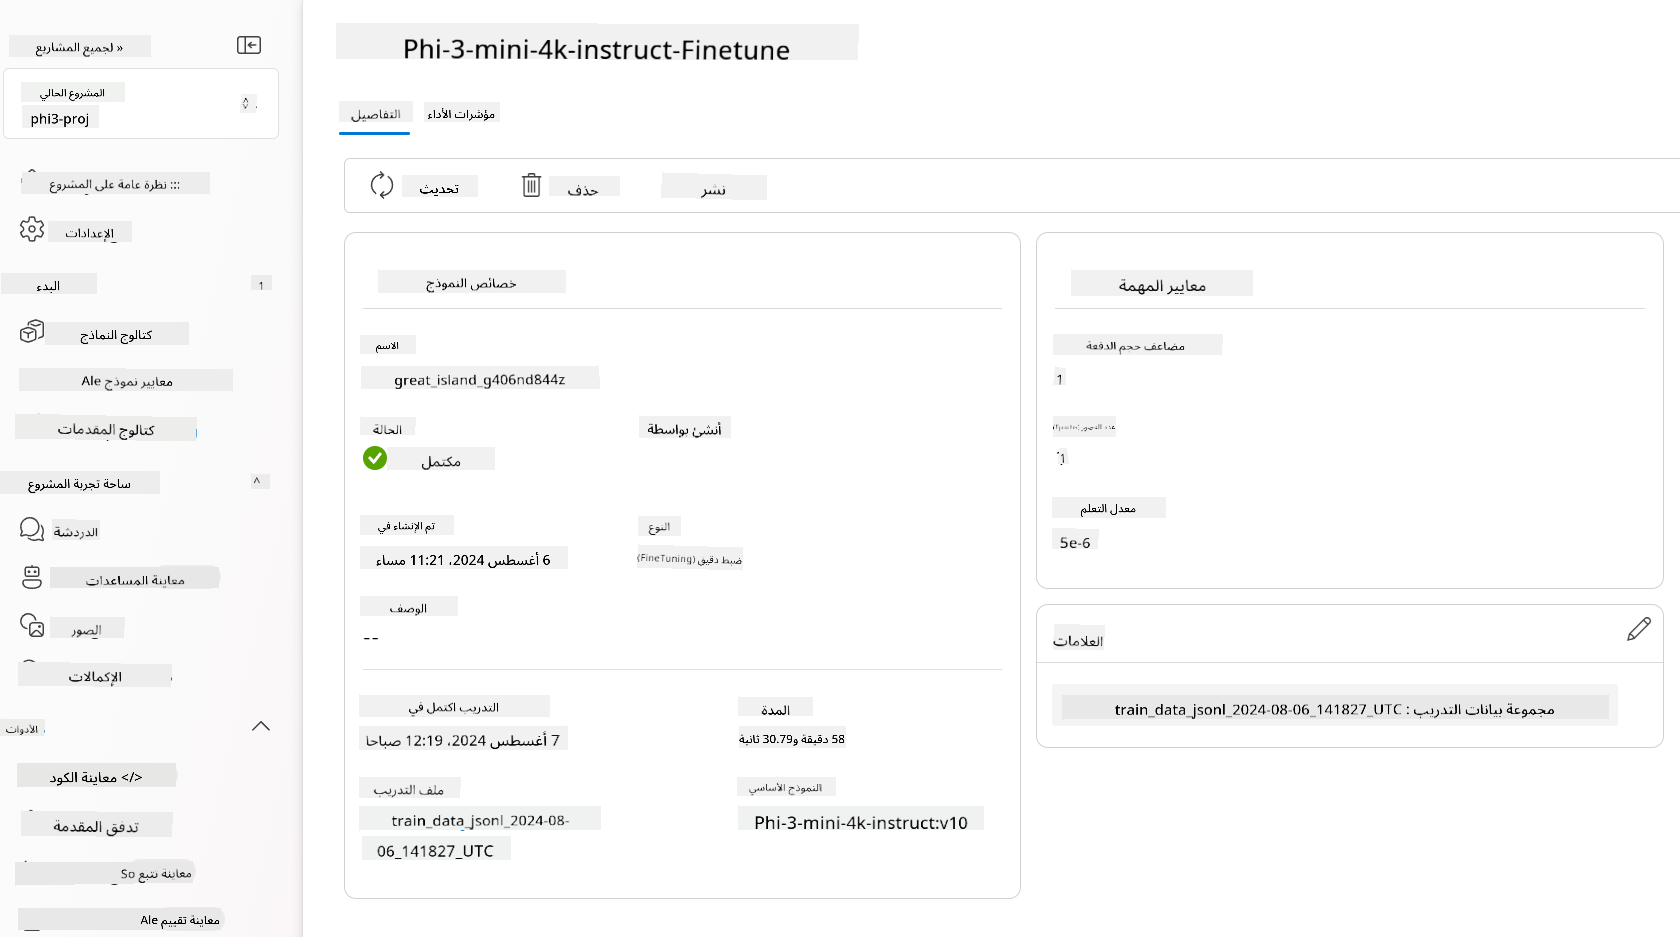 « لجميع المشاريع
المشروع الحالي
phi3-proj
::: نظرة عامة على المشروع
الإعدادات
البدء
1
كتالوج النماذج
معايير نموذج Ale
كتالوج المقدمات
ساحة تجربة المشروع
^
الدردشة
معاينة المساعدات
الصور
الإكمالات
الأدوات
</> معاينة الكود
تدفق المقدمة
معاينة تتبع So
معاينة تقييم Ale
Phi-3-mini-4k-instruct-Finetune
التفاصيل
مؤشرات الأداء
تحديث
حذف
نشر
خصائص النموذج
الاسم
great_island_g406nd844z
الحالة
أنشئ بواسطة
مكتمل
تم الإنشاء في
النوع
6 أغسطس 2024، 11:21 مساء
ضبط دقيق (FineTuning)
الوصف
--
التدريب اكتمل في
المدة
7 أغسطس 2024، 12:19 صباحا
58 دقيقة و30.79 ثانية
ملف التدريب
النموذج الأساسي
train_data_jsonl_2024-08-
06_141827_UTC
Phi-3-mini-4k-instruct:v10
معايير المهمة
مضاعف حجم الدفعة
1
1
معدل التعلم
5e-6
العلامات
مجموعة بيانات التدريب : train_data_jsonl_2024-08-06_141827_UTC